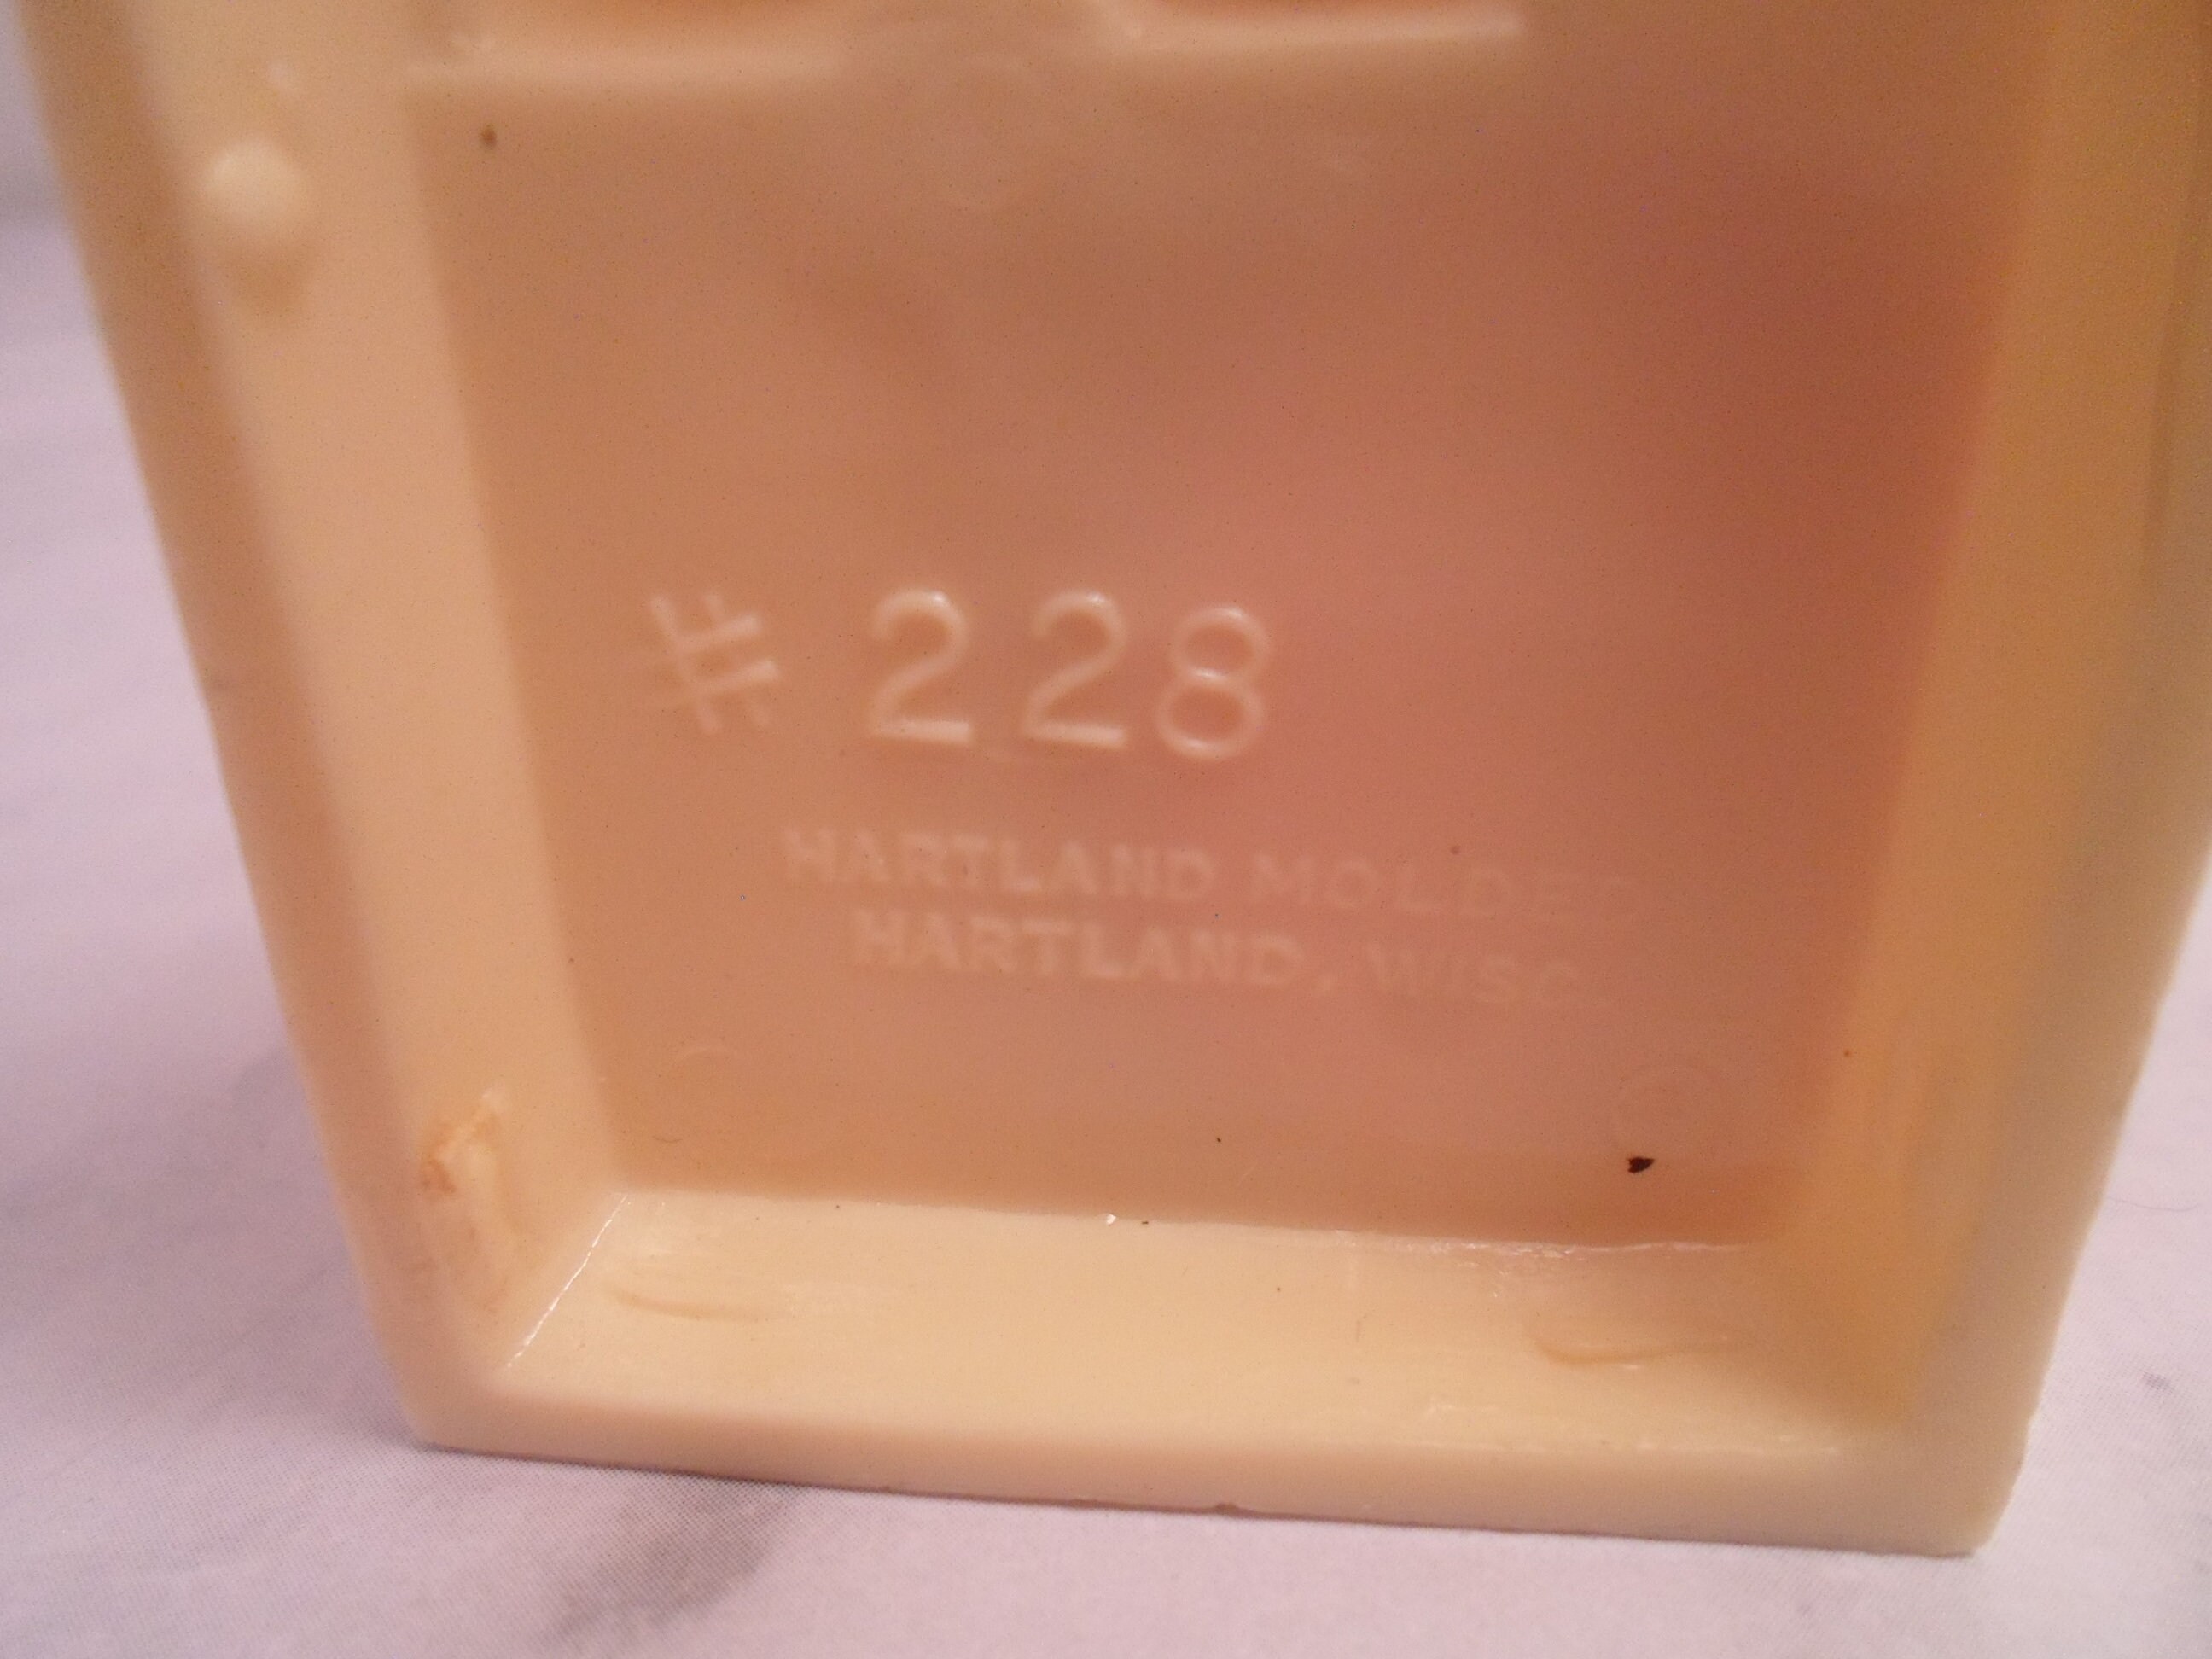 # 228
HARTLAND MOLDED
HARTLAND, WISC.